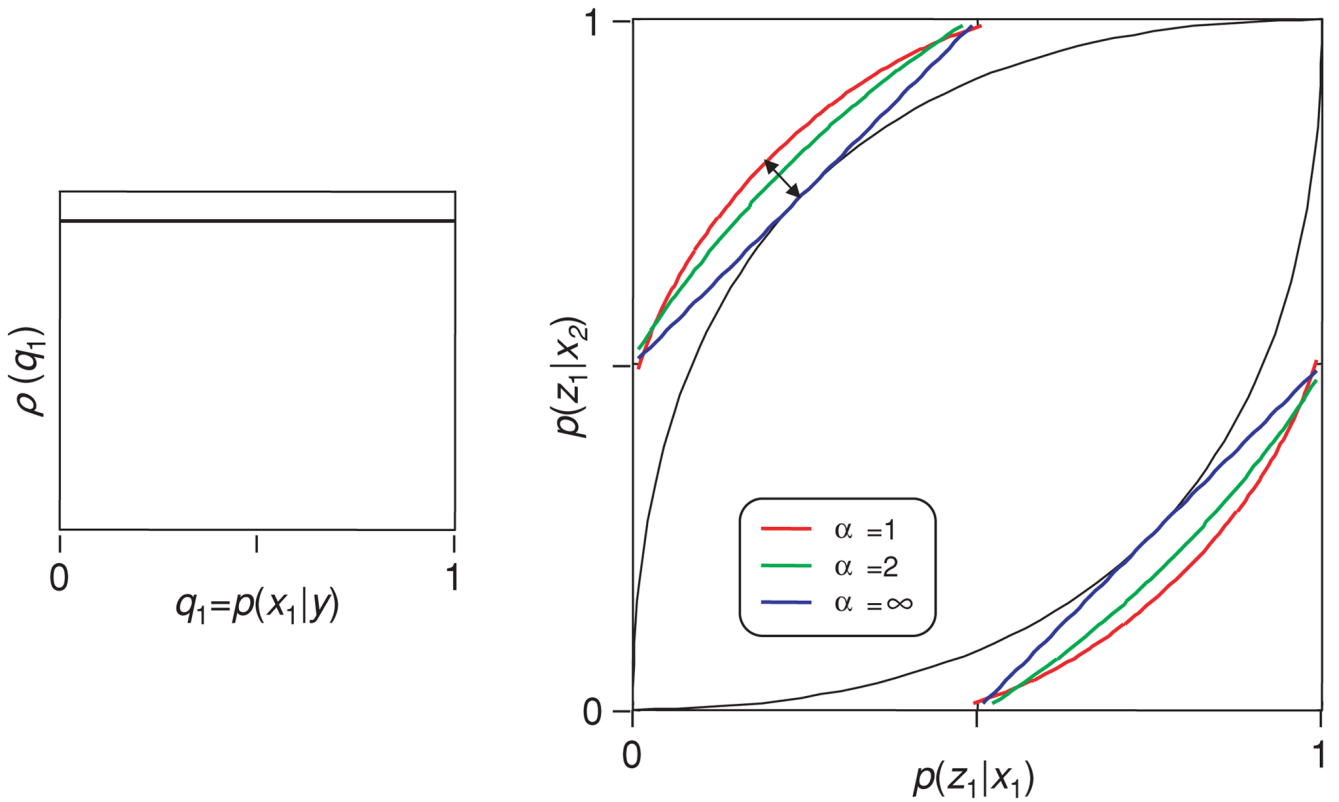 ρ (q₁)
0
1
q₁=p(x₁|y)
1
p(z₁|x₂)
0
α =1
α =2
α =∞
0
1
p(z₁|x₁)